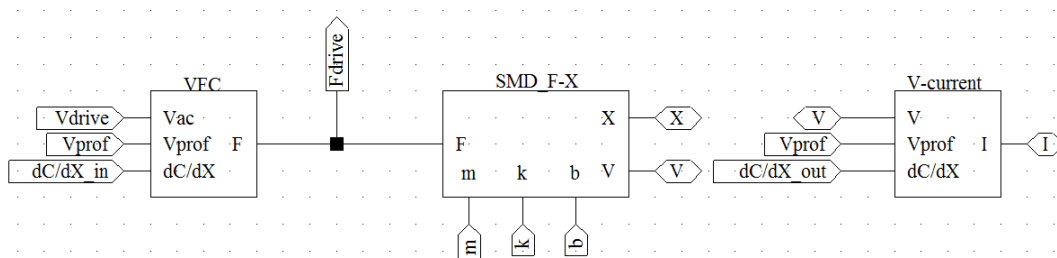 Fdrive
VFC
Vdrive
Vac
Vprof
Vprof
F
dC/dX_in
dC/dX
SMD_F-X
F
X
X
V
V
m
k
b
m
k
b
V-current
V
V
Vprof
Vprof
I
I
dC/dX_out
dC/dX